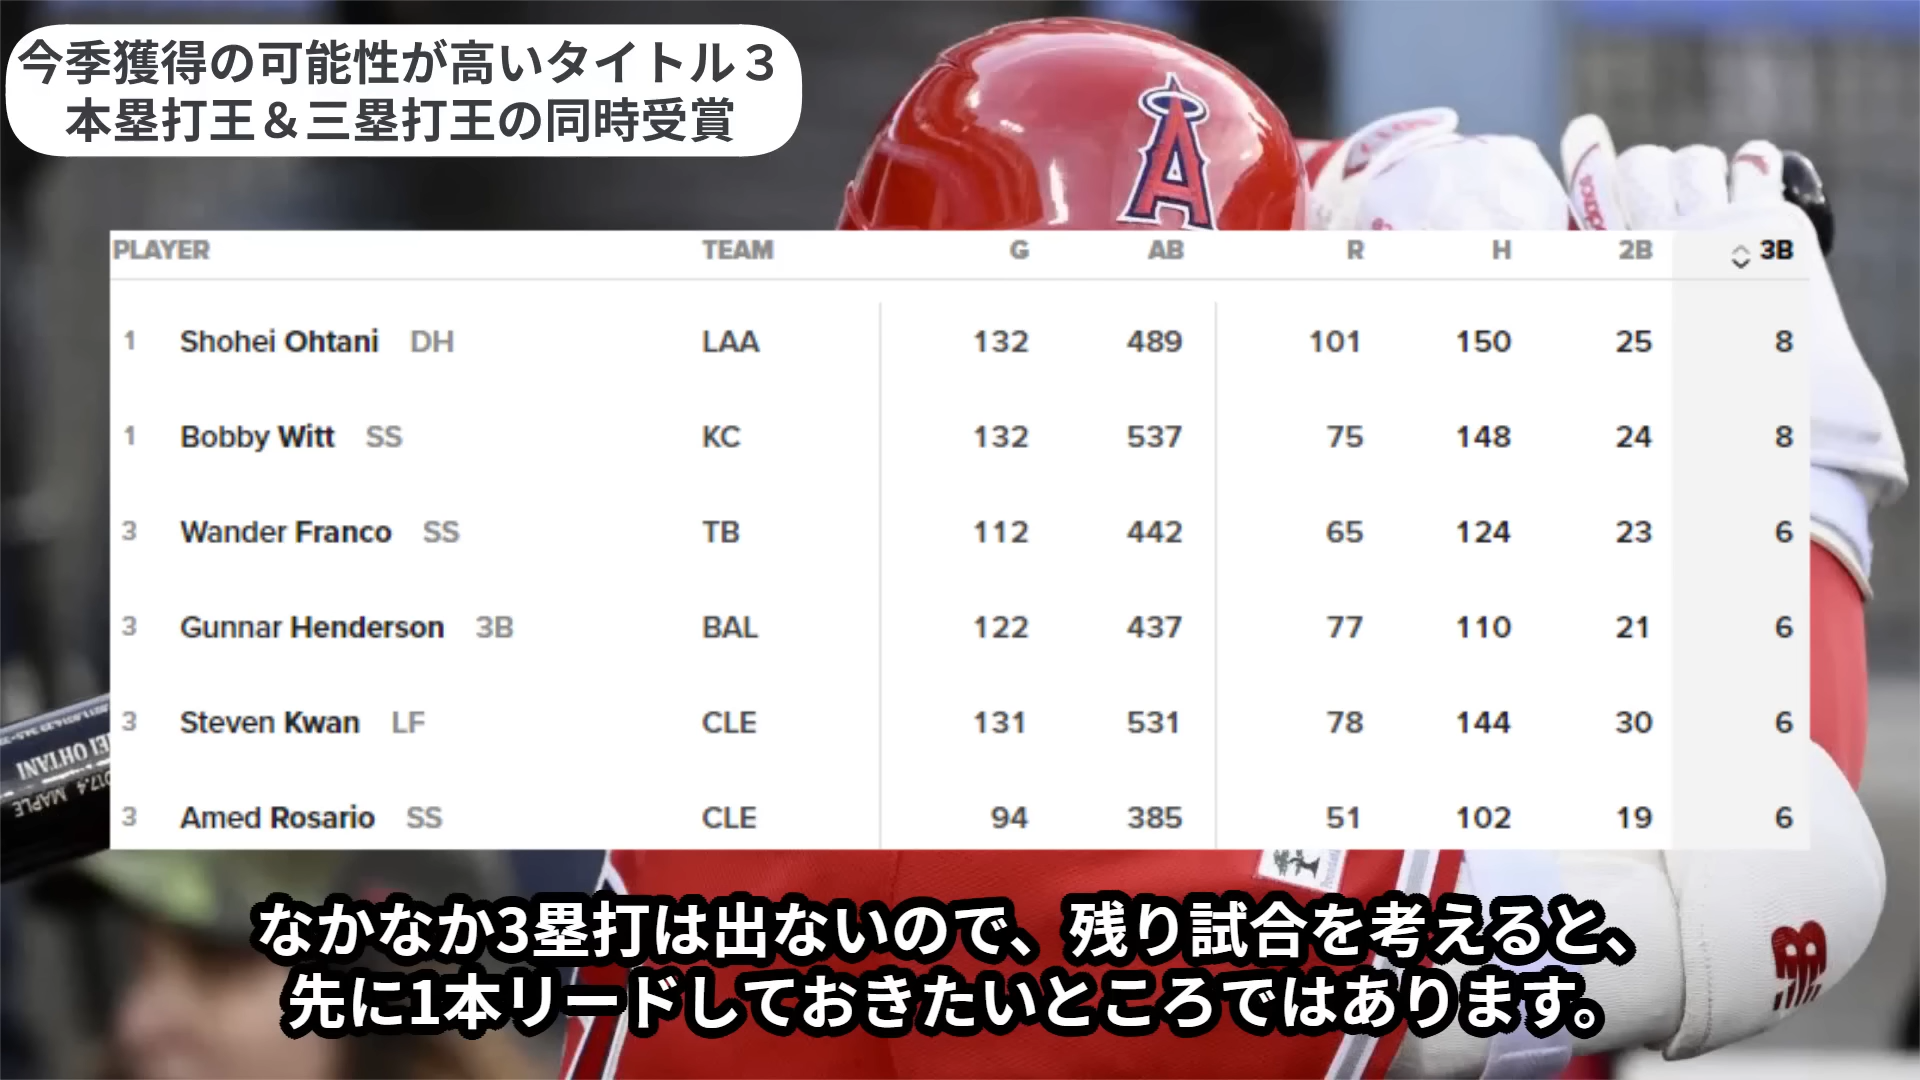 今季獲得の可能性が高いタイトル３
本塁打王＆三塁打王の同時受賞
PLAYER TEAM G AB R H 2B 3B
1 Shohei Ohtani DH LAA 132 489 101 150 25 8
1 Bobby Witt SS KC 132 537 75 148 24 8
3 Wander Franco SS TB 112 442 65 124 23 6
3 Gunnar Henderson 3B BAL 122 437 77 110 21 6
3 Steven Kwan LF CLE 131 531 78 144 30 6
3 Amed Rosario SS CLE 94 385 51 102 19 6
なかなか3塁打は出ないので、残り試合を考えると、
先に1本リードしておきたいところではあります。
A
OHTANI
MAPLE